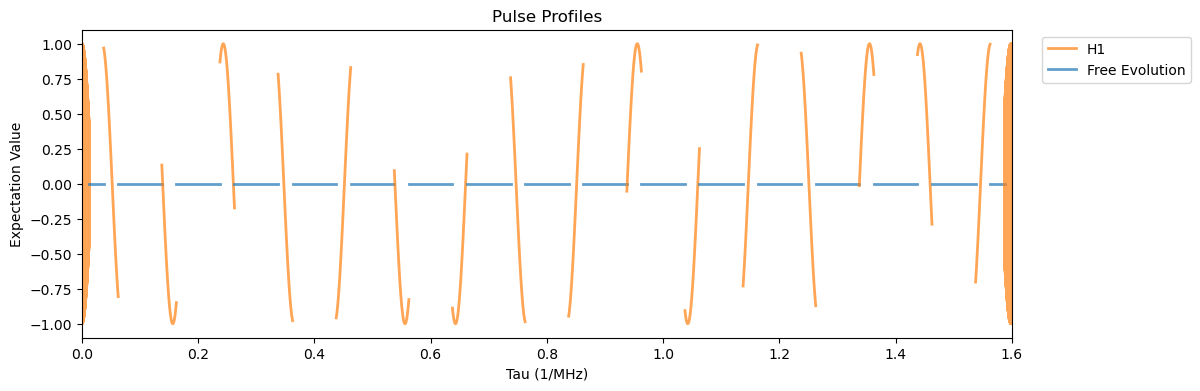 Pulse Profiles
Expectation Value
1.00
0.75
0.50
0.25
0.00
−0.25
−0.50
−0.75
−1.00
0.0 0.2 0.4 0.6 0.8 1.0 1.2 1.4 1.6
Tau (1/MHz)
H1
Free Evolution